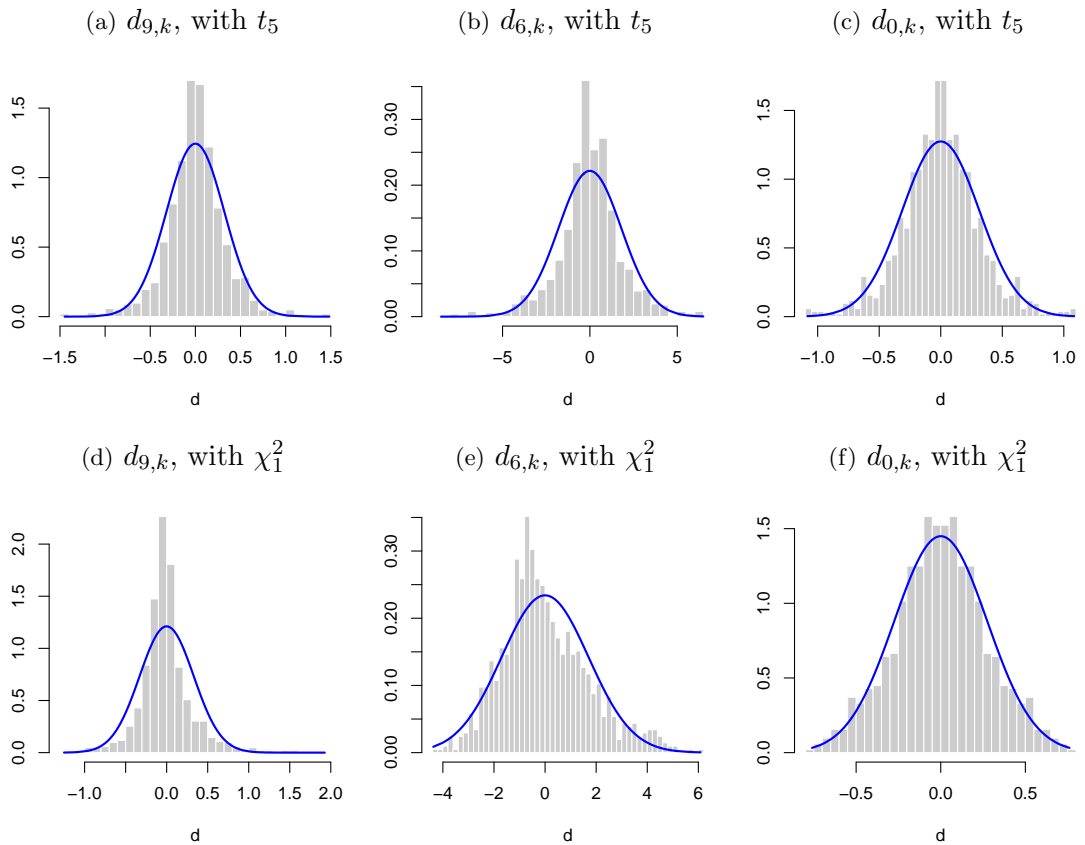 (a) d9,k, with t5
(b) d6,k, with t5
(c) d0,k, with t5
0.0 0.5 1.0 1.5
−1.5 −0.5 0.0 0.5 1.0 1.5
d
0.00 0.10 0.20 0.30
−5 0 5
d
0.0 0.5 1.0 1.5
−1.0 −0.5 0.0 0.5 1.0
d
(d) d9,k, with χ²₁
(e) d6,k, with χ²₁
(f) d0,k, with χ²₁
0.0 0.5 1.0 1.5 2.0
−1.0 0.0 0.5 1.0 1.5 2.0
d
0.00 0.10 0.20 0.30
−4 −2 0 2 4 6
d
0.0 0.5 1.0 1.5
−0.5 0.0 0.5
d